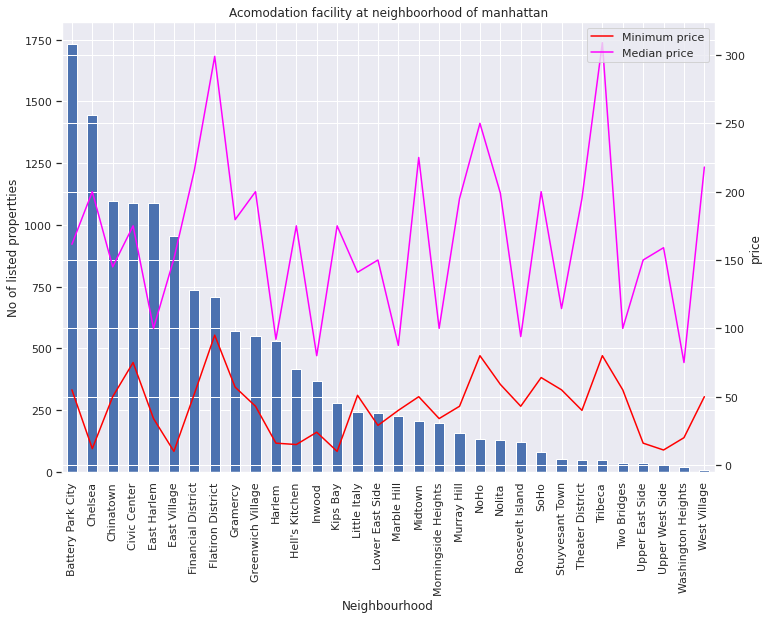 Acomodation facility at neighboorhood of manhattan
Minimum price
Median price
No of listed propertties
1750
1500
1250
1000
750
500
250
0
300
250
200
150
100
50
0
price
Battery Park City
Chelsea
Chinatown
Civic Center
East Harlem
East Village
Financial District
Flatiron District
Gramercy
Greenwich Village
Harlem
Hell's Kitchen
Inwood
Kips Bay
Little Italy
Lower East Side
Marble Hill
Midtown
Morningside Heights
Murray Hill
NoHo
Nolita
Roosevelt Island
SoHo
Stuyvesant Town
Theater District
Tribeca
Two Bridges
Upper East Side
Upper West Side
Washington Heights
West Village
Neighbourhood